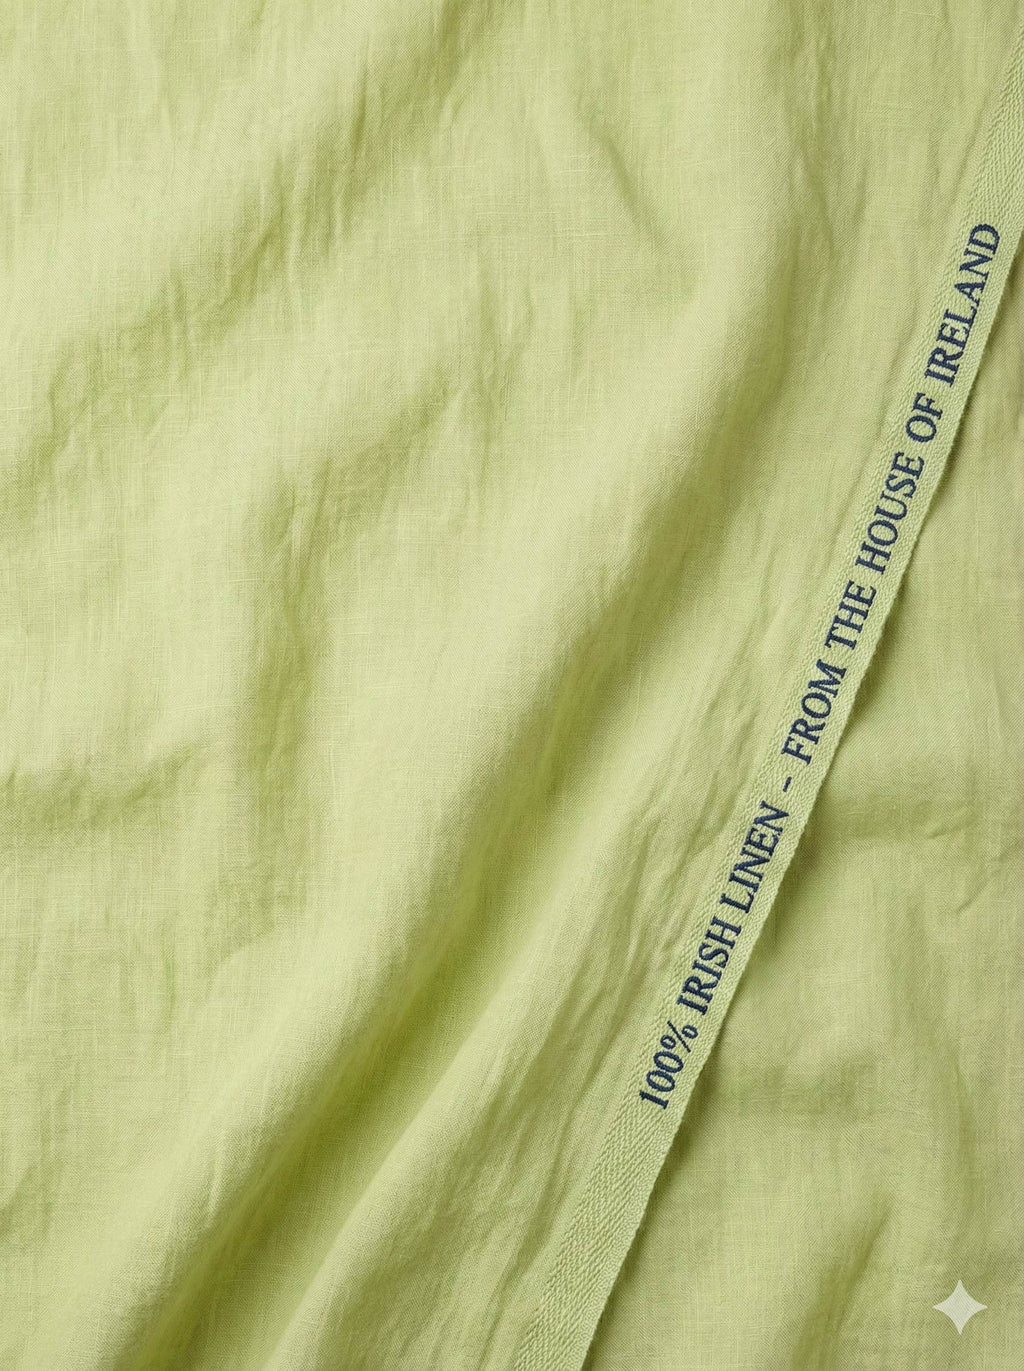 100% IRISH LINEN - FROM THE HOUSE OF IRELAND